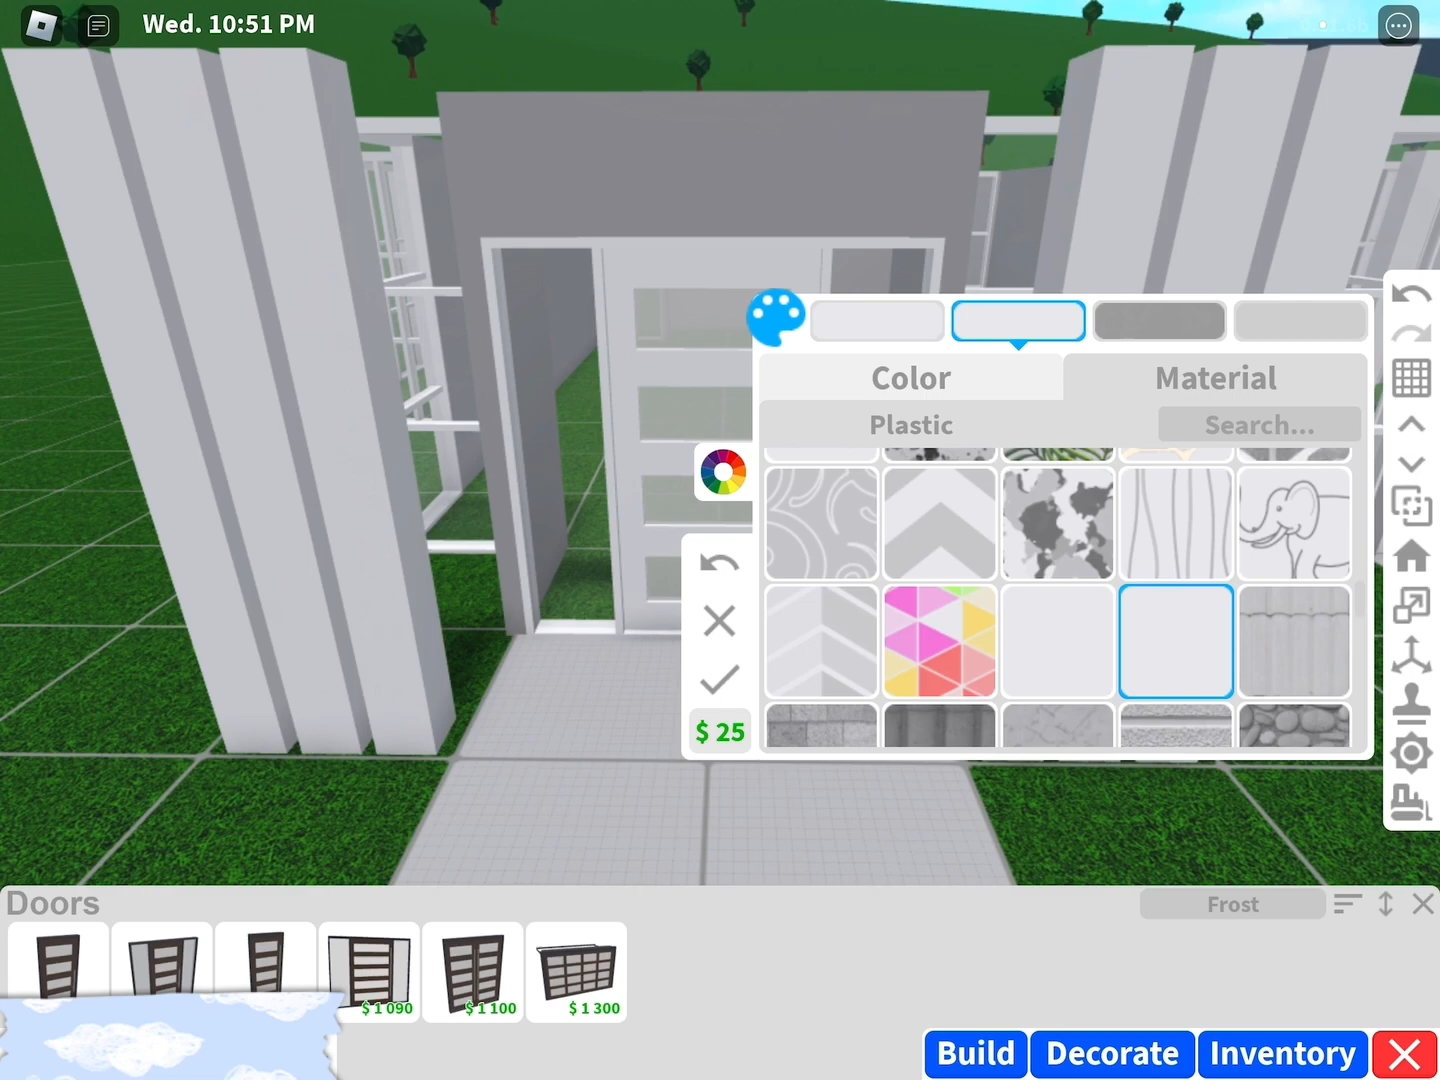 Wed. 10:51 PM
Color
Material
Plastic
Search...
$ 25
Doors
Frost
$ 1 090
$ 1 100
$ 1 300
Build
Decorate
Inventory